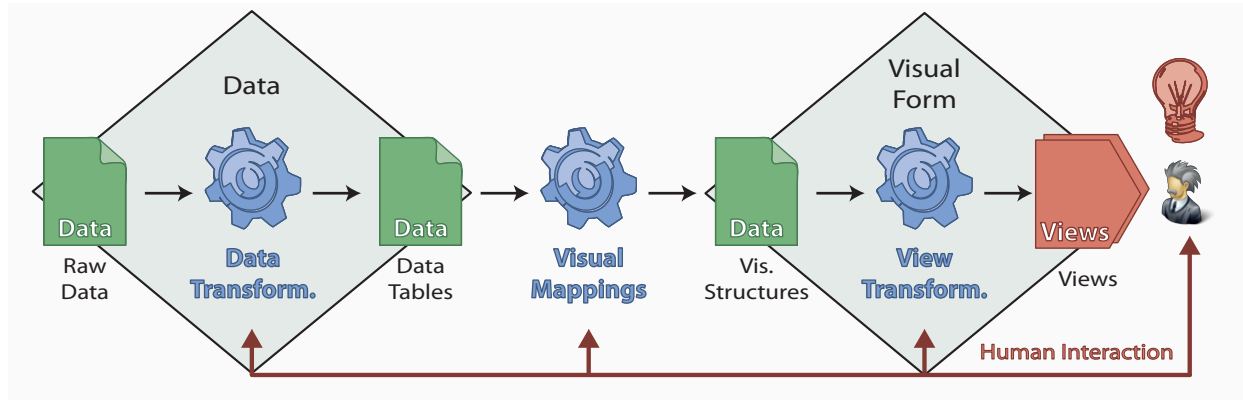 Data
Visual
Form
Data
Data
Data
Views
Raw
Data
Data
Transform.
Data
Tables
Visual
Mappings
Vis.
Structures
View
Transform.
Views
Human Interaction